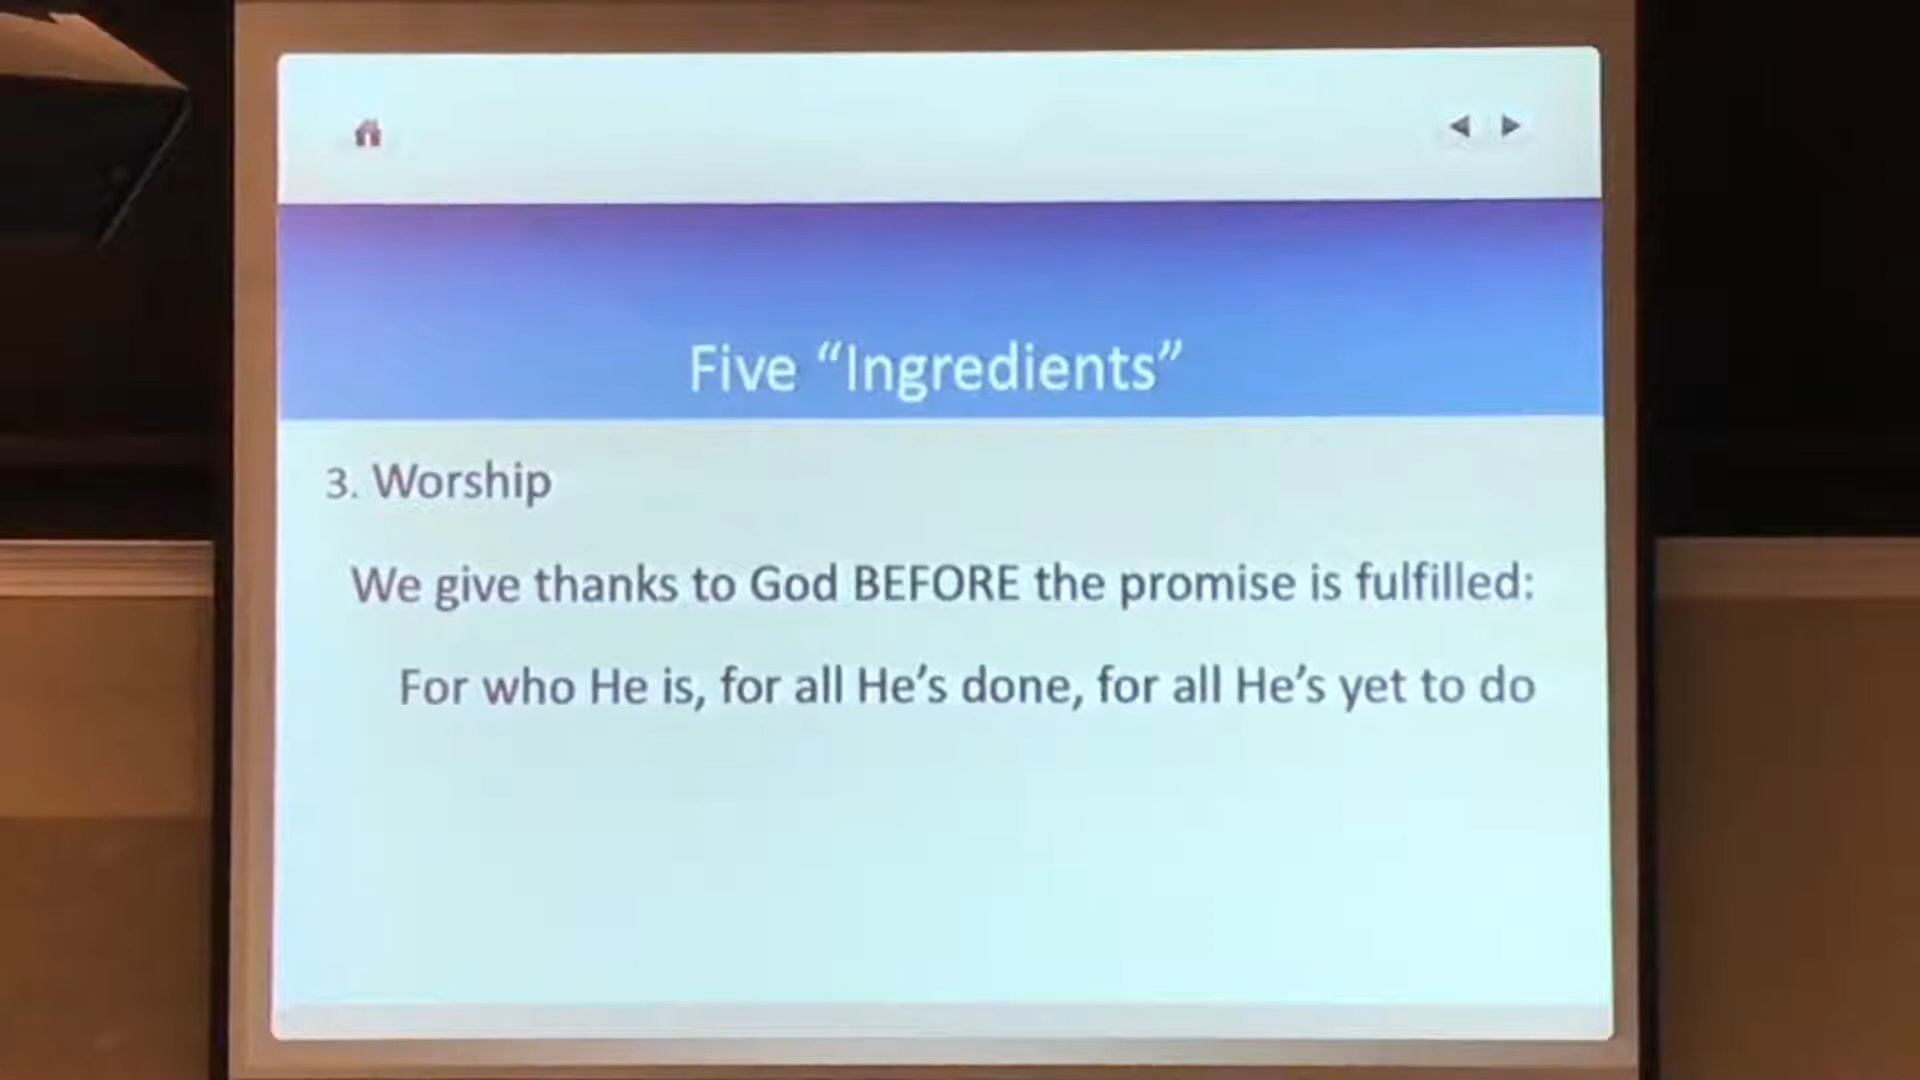 Five “Ingredients”
3. Worship
We give thanks to God BEFORE the promise is fulfilled:
For who He is, for all He’s done, for all He’s yet to do